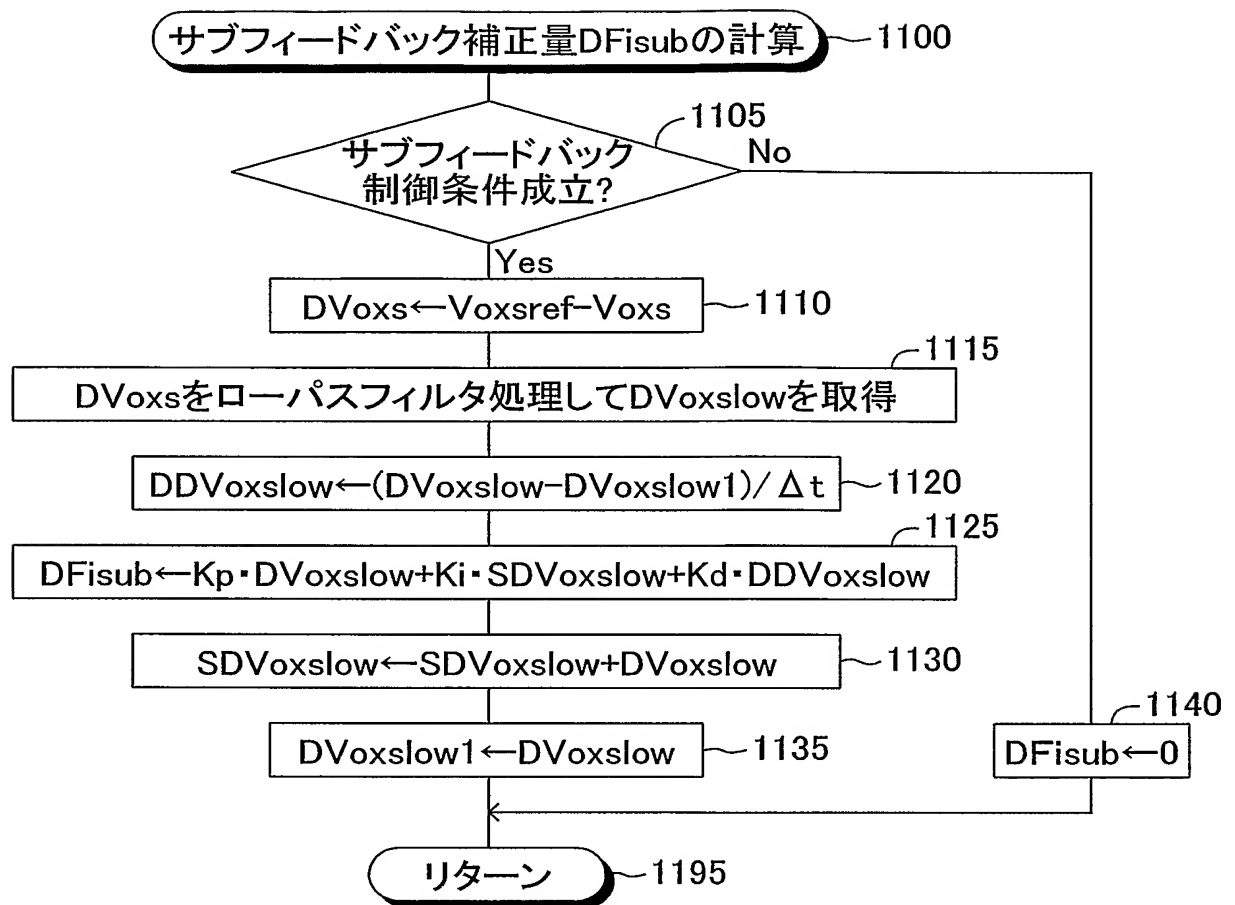 サブフィードバック補正量DFisubの計算
1100
1105
サブフィードバック
制御条件成立?
No
Yes
DVoxs←Voxsref-Voxs
1110
1115
DVoxsをローパスフィルタ処理してDVoxslowを取得
DDVoxslow←(DVoxslow-DVoxslow1)/Δt
1120
1125
DFisub←Kp・DVoxslow+Ki・SDVoxslow+Kd・DDVoxslow
SDVoxslow←SDVoxslow+DVoxslow
1130
DVoxslow1←DVoxslow
1135
1140
DFisub←0
リターン
1195